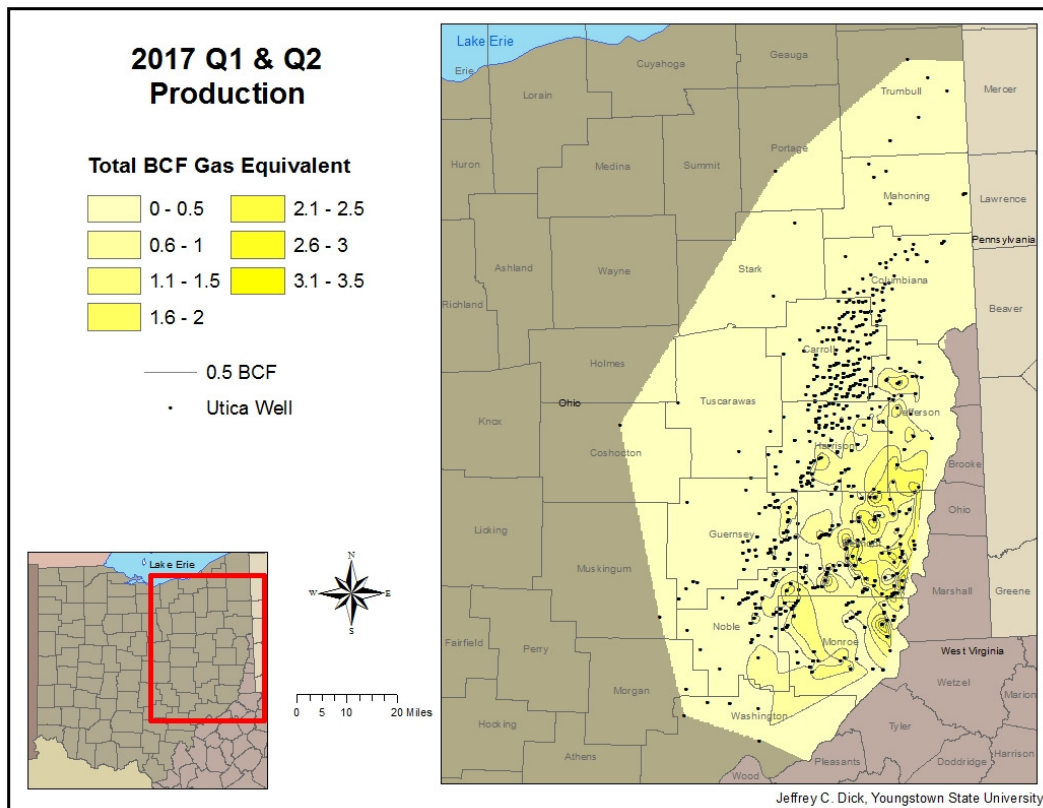 2017 Q1 & Q2
Production
Total BCF Gas Equivalent
0 - 0.5
0.6 - 1
1.1 - 1.5
1.6 - 2
2.1 - 2.5
2.6 - 3
3.1 - 3.5
0.5 BCF
Utica Well
Lake Erie
N
W
E
S
0 5 10 20 Miles
Lake Erie
Erie
Cuyahoga
Geauga
Lorain
Trumbull
Mercer
Huron
Medina
Summit
Portage
Mahoning
Lawrence
Pennsylvania
Ashland
Wayne
Stark
Columbiana
Richland
Beaver
Holmes
Carroll
Ohio
Tuscarawas
Jefferson
Knox
Coshocton
Harrison
Brooke
Ohio
Licking
Guernsey
Belmont
Muskingum
Marshall
Greene
Fairfield
Perry
Noble
Monroe
West Virginia
Wetzel
Marion
Morgan
Washington
Tyler
Hocking
Athens
Pleasants
Harrison
Doddridge
Wood
Jeffrey C. Dick, Youngstown State University